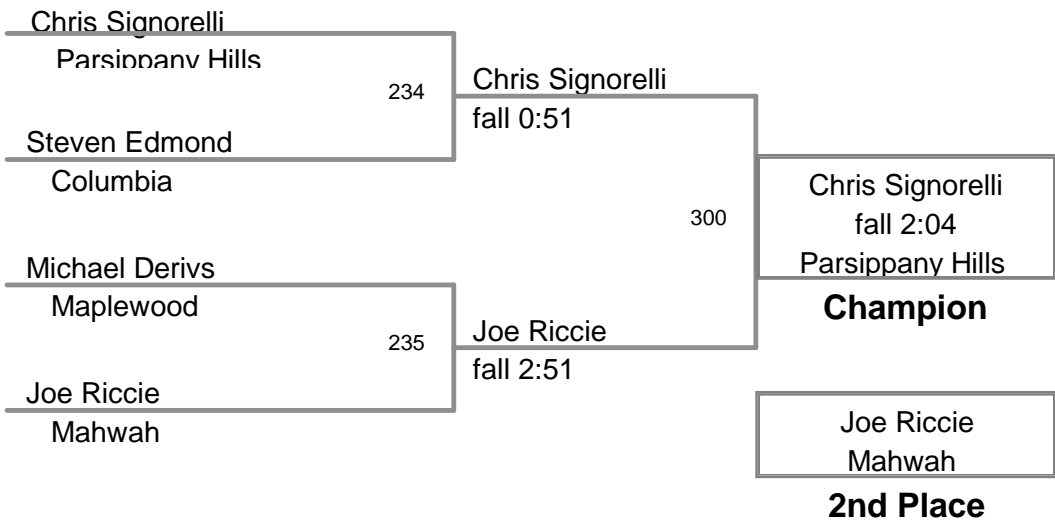 Chris Signorelli
Parsippany Hills
234
Chris Signorelli
fall 0:51
Steven Edmond
Columbia
300
Chris Signorelli
fall 2:04
Parsippany Hills
Champion
Michael Derivs
Maplewood
235
Joe Riccie
fall 2:51
Joe Riccie
Mahwah
Joe Riccie
Mahwah
2nd Place